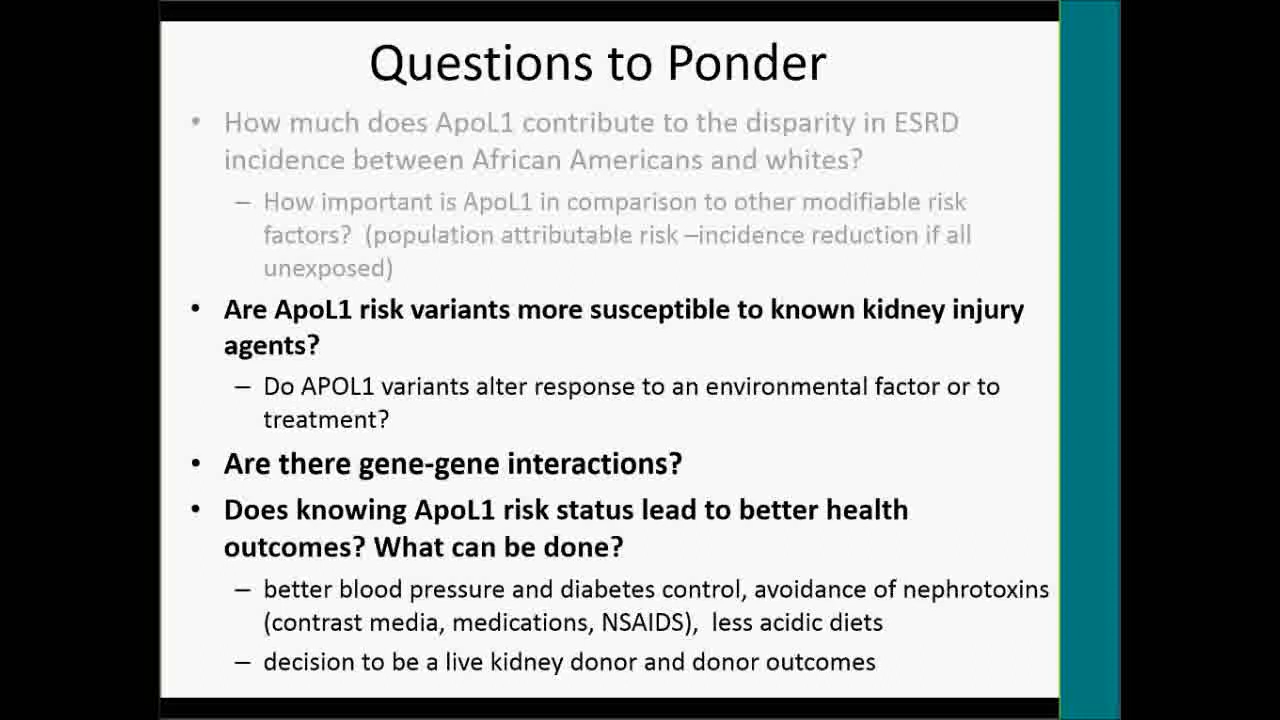 Questions to Ponder
• How much does ApoL1 contribute to the disparity in ESRD
incidence between African Americans and whites?
– How important is ApoL1 in comparison to other modifiable risk
factors?  (population attributable risk –incidence reduction if all
unexposed)
• Are ApoL1 risk variants more susceptible to known kidney injury
agents?
– Do APOL1 variants alter response to an environmental factor or to
treatment?
• Are there gene-gene interactions?
• Does knowing ApoL1 risk status lead to better health
outcomes? What can be done?
– better blood pressure and diabetes control, avoidance of nephrotoxins
(contrast media, medications, NSAIDS),  less acidic diets
– decision to be a live kidney donor and donor outcomes